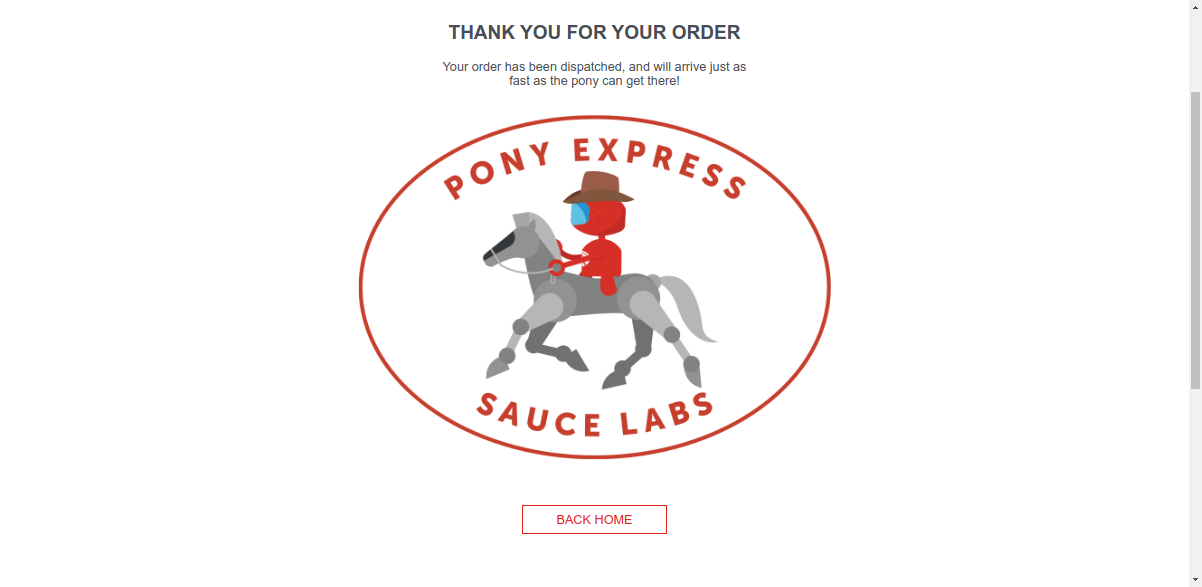 THANK YOU FOR YOUR ORDER
Your order has been dispatched, and will arrive just as
fast as the pony can get there!
PONY EXPRESS
SAUCE LABS
BACK HOME